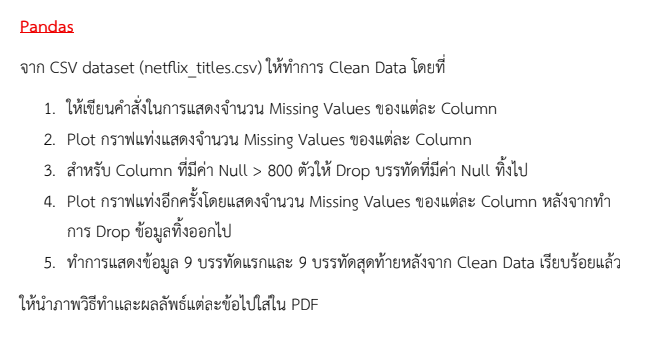 Pandas
จาก CSV dataset (netflix_titles.csv) ให้ทำการ Clean Data โดยที่
1. ให้เขียนคำสั่งในการแสดงจำนวน Missing Values ของแต่ละ Column
2. Plot กราฟแท่งแสดงจำนวน Missing Values ของแต่ละ Column
3. สำหรับ Column ที่มีค่า Null > 800 ตัวให้ Drop บรรทัดที่มีค่า Null ทิ้งไป
4. Plot กราฟแท่งอีกครั้งโดยแสดงจำนวน Missing Values ของแต่ละ Column หลังจากทำ
การ Drop ข้อมูลทิ้งออกไป
5. ทำการแสดงข้อมูล 9 บรรทัดแรกและ 9 บรรทัดสุดท้ายหลังจาก Clean Data เรียบร้อยแล้ว
ให้นำภาพวิธีทำและผลลัพธ์แต่ละข้อไปใส่ใน PDF